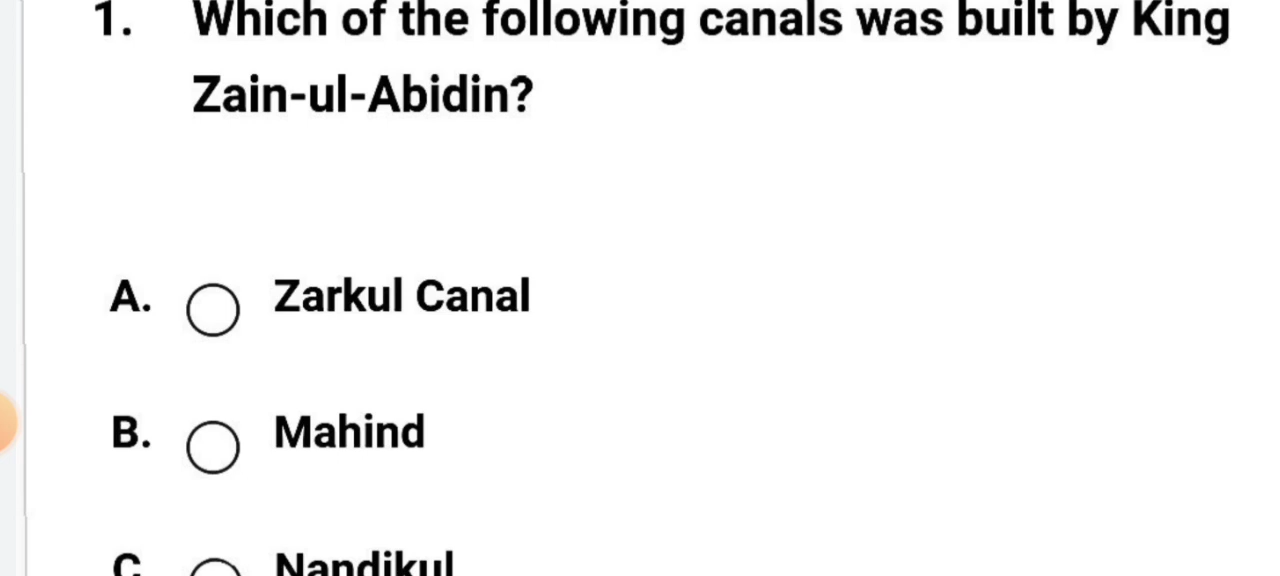 1. Which of the following canals was built by King
Zain-ul-Abidin?
A. Zarkul Canal
B. Mahind
C Nandikul